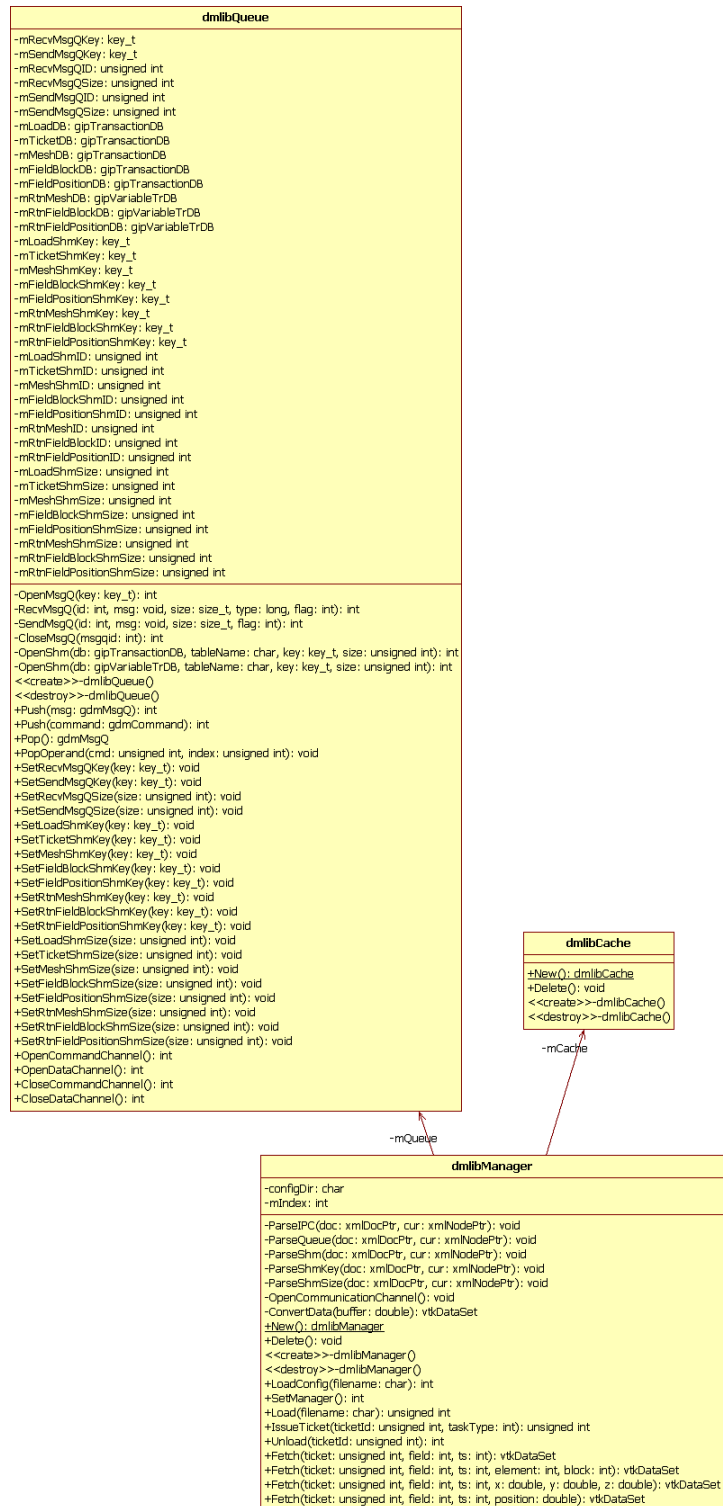 dmlibQueue
-mRecvMsgQKey: key_t
-mSendMsgQKey: key_t
-mRecvMsgQID: unsigned int
-mRecvMsgQSize: unsigned int
-mSendMsgQID: unsigned int
-mSendMsgQSize: unsigned int
-mLoadDB: gipTransactionDB
-mTicketDB: gipTransactionDB
-mMeshDB: gipTransactionDB
-mFieldBlockDB: gipTransactionDB
-mFieldPositionDB: gipTransactionDB
-mRtnMeshDB: gipVariableTrDB
-mRtnFieldBlockDB: gipVariableTrDB
-mRtnFieldPositionDB: gipVariableTrDB
-mLoadShmKey: key_t
-mTicketShmKey: key_t
-mMeshShmKey: key_t
-mFieldBlockShmKey: key_t
-mFieldPositionShmKey: key_t
-mRtnMeshShmKey: key_t
-mRtnFieldBlockShmKey: key_t
-mRtnFieldPositionShmKey: key_t
-mLoadShmID: unsigned int
-mTicketShmID: unsigned int
-mMeshShmID: unsigned int
-mFieldBlockShmID: unsigned int
-mFieldPositionShmID: unsigned int
-mRtnMeshID: unsigned int
-mRtnFieldBlockID: unsigned int
-mRtnFieldPositionID: unsigned int
-mLoadShmSize: unsigned int
-mTicketShmSize: unsigned int
-mMeshShmSize: unsigned int
-mFieldBlockShmSize: unsigned int
-mFieldPositionShmSize: unsigned int
-mRtnMeshShmSize: unsigned int
-mRtnFieldBlockShmSize: unsigned int
-mRtnFieldPositionShmSize: unsigned int
-OpenMsgQ(key: key_t): int
-RecvMsgQ(id: int, msg: void, size: size_t, type: long, flag: int): int
-SendMsgQ(id: int, msg: void, size: size_t, flag: int): int
-CloseMsgQ(msgqid: int): int
-OpenShm(db: gipTransactionDB, tableName: char, key: key_t, size: unsigned int): int
-OpenShm(db: gipVariableTrDB, tableName: char, key: key_t, size: unsigned int): int
<<create>>-dmlibQueue()
<<destroy>>-dmlibQueue()
+Push(msg: gdmMsgQ): int
+Push(command: gdmCommand): int
+Pop(): gdmMsgQ
+PopOperand(cmd: unsigned int, index: unsigned int): void
+SetRecvMsgQKey(key: key_t): void
+SetSendMsgQKey(key: key_t): void
+SetRecvMsgQSize(size: unsigned int): void
+SetSendMsgQSize(size: unsigned int): void
+SetLoadShmKey(key: key_t): void
+SetTicketShmKey(key: key_t): void
+SetMeshShmKey(key: key_t): void
+SetFieldBlockShmKey(key: key_t): void
+SetFieldPositionShmKey(key: key_t): void
+SetRtnMeshShmKey(key: key_t): void
+SetRtnFieldBlockShmKey(key: key_t): void
+SetRtnFieldPositionShmKey(key: key_t): void
+SetLoadShmSize(size: unsigned int): void
+SetTicketShmSize(size: unsigned int): void
+SetMeshShmSize(size: unsigned int): void
+SetFieldBlockShmSize(size: unsigned int): void
+SetFieldPositionShmSize(size: unsigned int): void
+SetRtnMeshShmSize(size: unsigned int): void
+SetRtnFieldBlockShmSize(size: unsigned int): void
+SetRtnFieldPositionShmSize(size: unsigned int): void
+OpenCommandChannel(): int
+OpenDataChannel(): int
+CloseCommandChannel(): int
+CloseDataChannel(): int
dmlibCache
+New(): dmlibCache
+Delete(): void
<<create>>-dmlibCache()
<<destroy>>-dmlibCache()
-mCache
-mQueue
dmlibManager
-configDir: char
-mIndex: int
-ParseIPC(doc: xmlDocPtr, cur: xmlNodePtr): void
-ParseQueue(doc: xmlDocPtr, cur: xmlNodePtr): void
-ParseShm(doc: xmlDocPtr, cur: xmlNodePtr): void
-ParseShmKey(doc: xmlDocPtr, cur: xmlNodePtr): void
-ParseShmSize(doc: xmlDocPtr, cur: xmlNodePtr): void
-OpenCommunicationChannel(): void
-ConvertData(buffer: double): vtkDataSet
+New(): dmlibManager
+Delete(): void
<<create>>-dmlibManager()
<<destroy>>-dmlibManager()
+LoadConfig(filename: char): int
+SetManager(): int
+Load(filename: char): unsigned int
+IssueTicket(ticketId: unsigned int, taskType: int): unsigned int
+Unload(ticketId: unsigned int): int
+Fetch(ticket: unsigned int, field: int, ts: int): vtkDataSet
+Fetch(ticket: unsigned int, field: int, ts: int, element: int, block: int): vtkDataSet
+Fetch(ticket: unsigned int, field: int, ts: int, x: double, y: double, z: double): vtkDataSet
+Fetch(ticket: unsigned int, field: int, ts: int, position: double): vtkDataSet